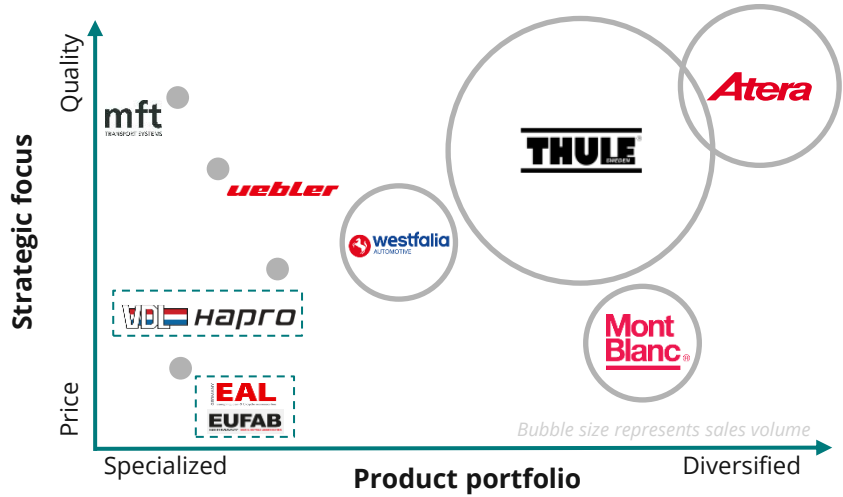 Quality
Strategic focus
Price
mft
TRANSPORT SYSTEMS
uebler
westfalia
AUTOMOTIVE
THULE
SWEDEN
Atera
VDL Hapro
Mont
Blanc®
GERMANY
EAL
EUFAB
Bubble size represents sales volume
Specialized
Product portfolio
Diversified